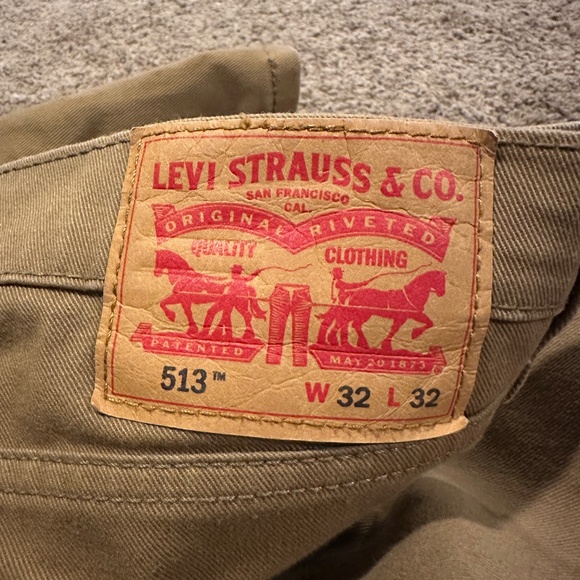 LEVI STRAUSS & CO.
SAN FRANCISCO
CAL.
ORIGINAL RIVETED
QUALITY CLOTHING
PATENTED MAY 20 1873
513™ W 32 L 32